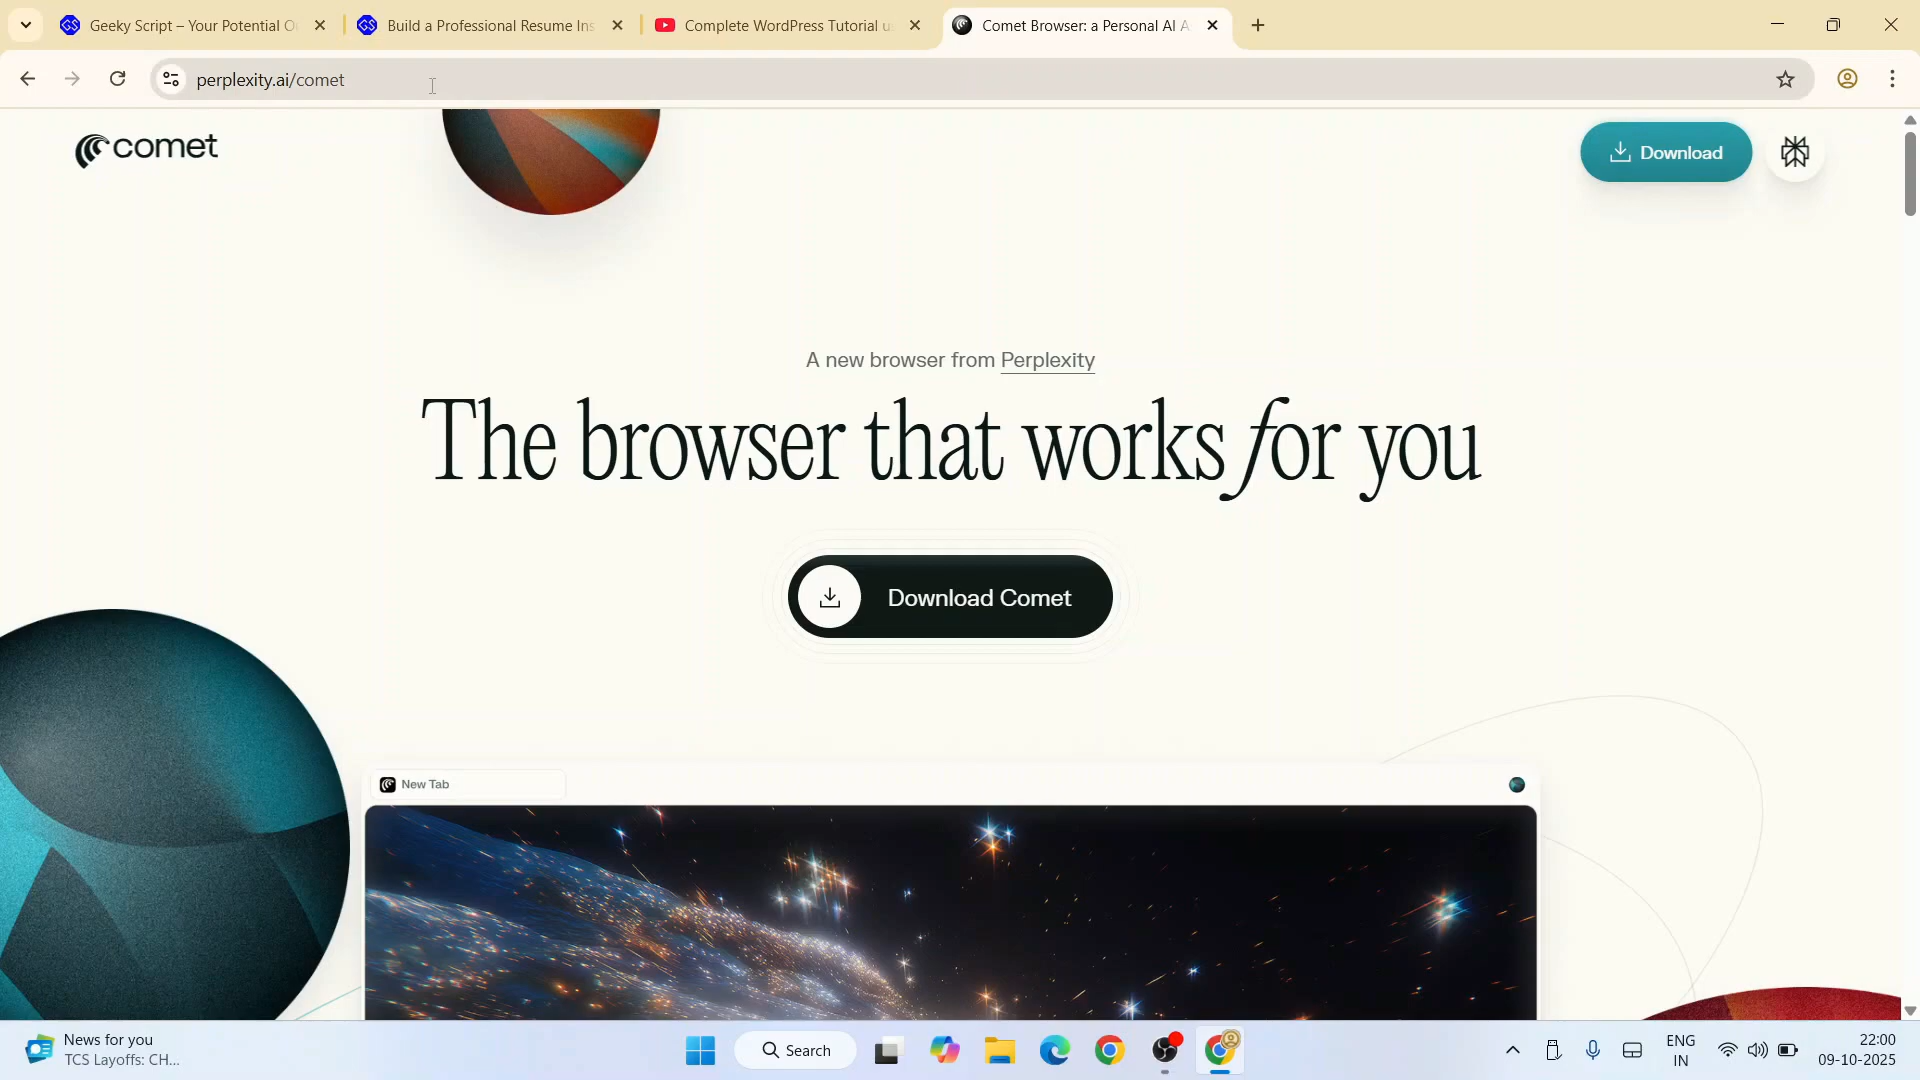 Geeky Script – Your Potential O
Build a Professional Resume Ins
Complete WordPress Tutorial u
Comet Browser: a Personal AI A
perplexity.ai/comet
comet
Download
A new browser from Perplexity
The browser that works for you
Download Comet
New Tab
News for you
TCS Layoffs: CH...
Search
ENG
IN
22:00
09-10-2025